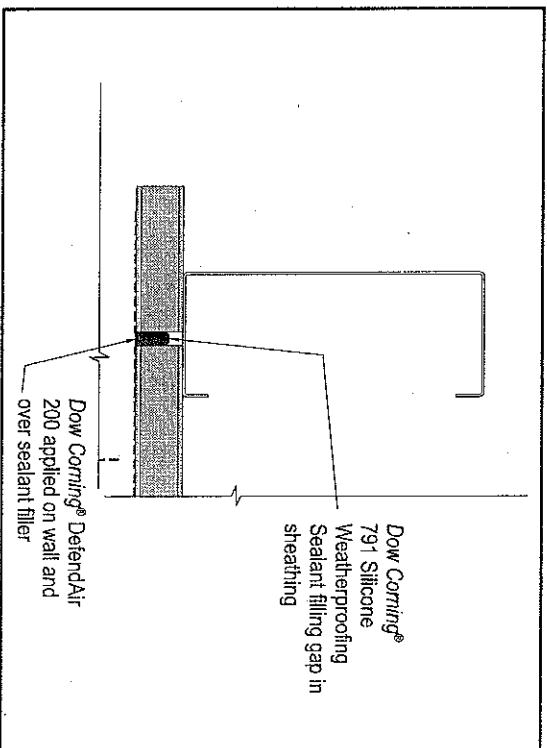 Dow Corning®
791 Silicone
Weatherproofing
Sealant filling gap in
sheathing
Dow Corning® DefendAir
200 applied on wall and
over sealant filler